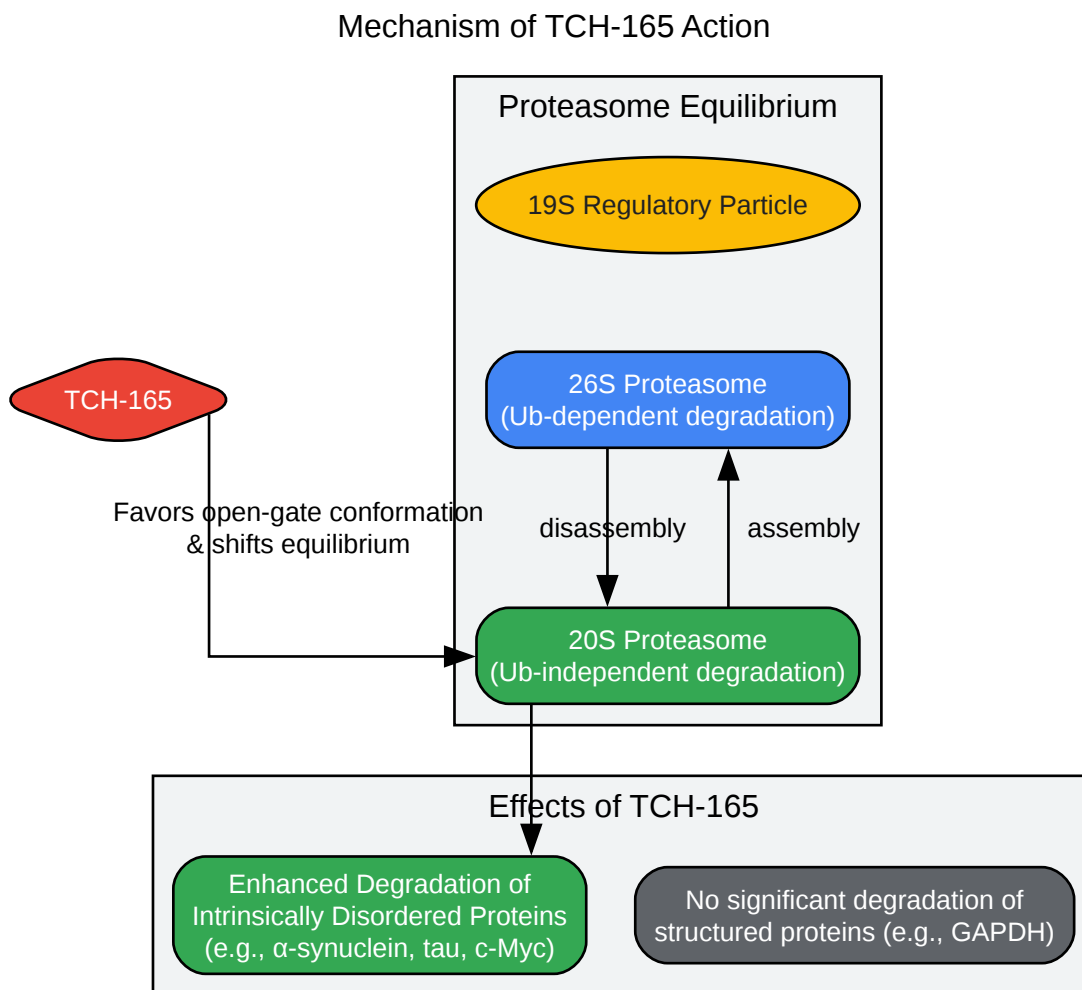 Mechanism of TCH-165 Action
Proteasome Equilibrium
19S Regulatory Particle
26S Proteasome
(Ub-dependent degradation)
TCH-165
Favors open-gate conformation
& shifts equilibrium
disassembly
assembly
20S Proteasome
(Ub-independent degradation)
Effects of TCH-165
Enhanced Degradation of
Intrinsically Disordered Proteins
(e.g., α-synuclein, tau, c-Myc)
No significant degradation of
structured proteins (e.g., GAPDH)